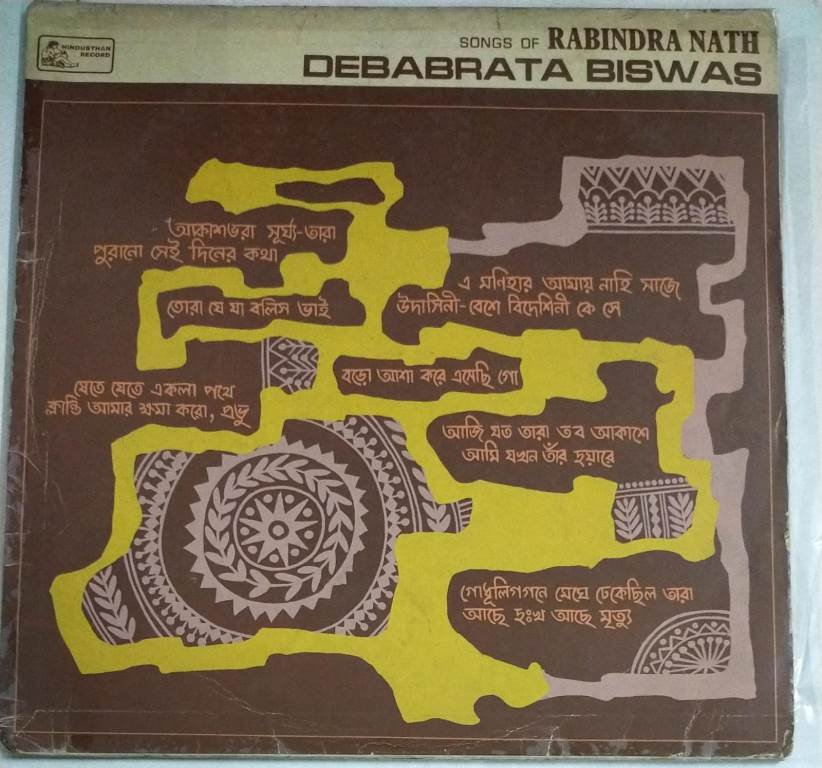 HINDUSTHAN
RECORD
SONGS OF RABINDRA NATH
DEBABRATA BISWAS
আকাশভরা সূর্য্য-তারা
পুরানো সেই দিনের কথা
এ মণিহার আমায় নাহি সাজে
তোরা যে যা বলিস ভাই
উদাসিনী-বেশে বিদেশিনী কে সে
বড়ো আশা করে এসেছি গো
যেতে যেতে একলা পথে
ক্লান্তি আমার ক্ষমা করো, প্রভু
আজি যত তারা তব আকাশে
আমি যখন তাঁর দুয়ারে
গোধূলিগগনে মেঘে ঢেকেছিল তারা
আছে দুঃখ আছে মৃত্যু